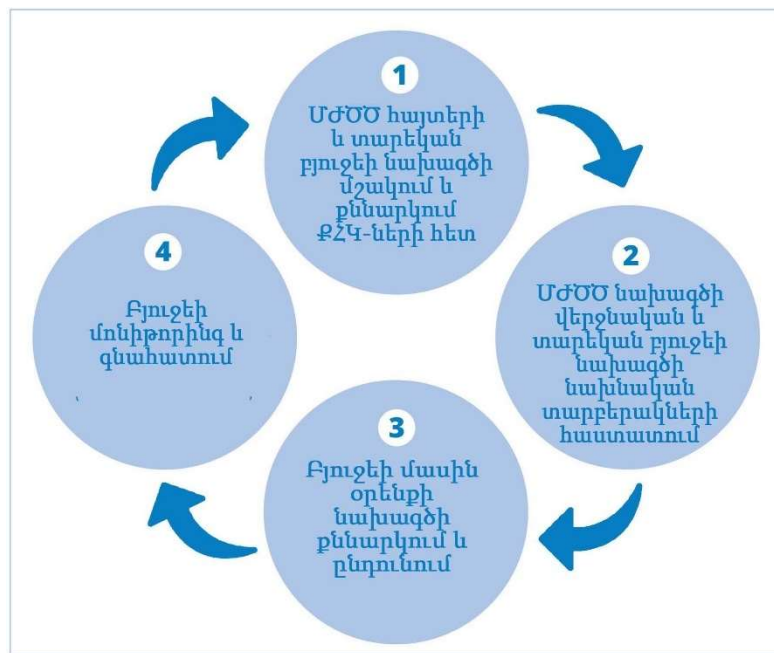 1
ՄԺԾԾ հայտերի
և տարեկան
բյուջեի նախագծի
մշակում և
քննարկում
ՔՀԿ-ների հետ
2
ՄԺԾԾ նախագծի
վերջնական և
տարեկան բյուջեի
նախագծի
նախնական
տարբերակների
հաստատում
3
Բյուջեի մասին
օրենքի
նախագծի
քննարկում և
ընդունում
4
Բյուջեի
մոնիթորինգ և
գնահատում